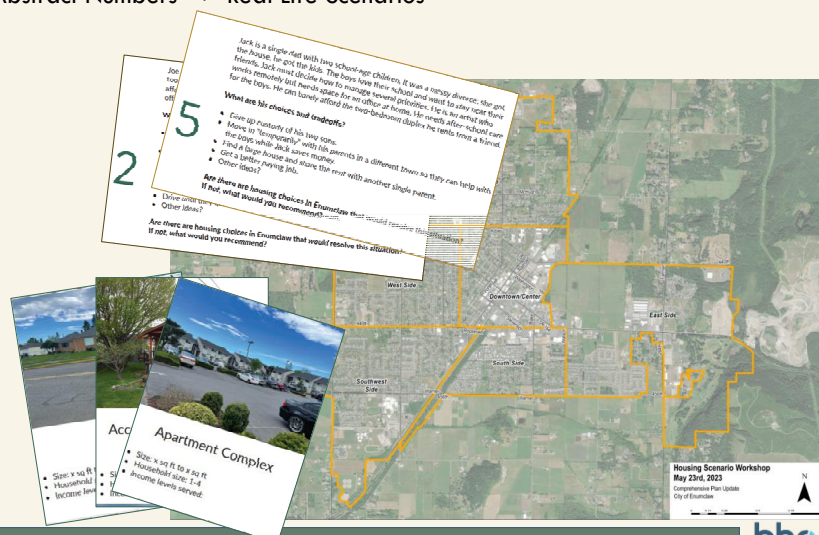 Abstract Numbers → Real Life Scenarios
5
Jack is a single dad with two school-age children. It was a messy divorce; she got
the house, he got the kids. The boys love their school and want to stay near their
friends. Jack must decide how to manage several priorities. He is an artist who
works remotely but needs space for an office at home. He needs after-school care
for the boys. He can barely afford the two-bedroom duplex he rents from a friend.
What are his choices and tradeoffs?
• Give up custody of his two sons.
• Move in "temporarily" with his parents in a different town so they can help with
the boys while Jack saves money.
• Find a large house and share the rent with another single parent.
• Get a better paying job.
• Other ideas?
Are there housing choices in Enumclaw that would resolve this situation?
If not, what would you recommend?
2
Joe
• Other Ideas?
Are there housing choices in Enumclaw that would resolve this situation?
If not, what would you recommend?
West Side
Downtown/Center
East Side
South Side
Southwest
Side
Acc
Apartment Complex
• Size: x sq ft to x sq ft
• Household size: 1-4
• Income levels served:
• Size: x sq ft
• Household
• Income leve
Housing Scenario Workshop
May 23rd, 2023
Comprehensive Plan Update
City of Enumclaw
N